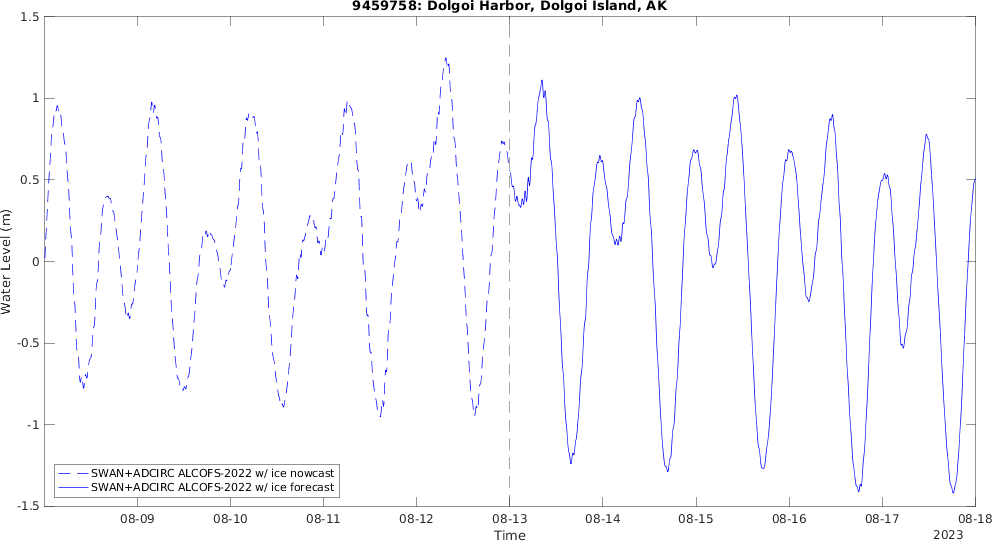 9459758: Dolgoi Harbor, Dolgoi Island, AK
1.5
1
0.5
0
-0.5
-1
-1.5
Water Level (m)
SWAN+ADCIRC ALCOFS-2022 w/ ice nowcast
SWAN+ADCIRC ALCOFS-2022 w/ ice forecast
08-09 08-10 08-11 08-12 08-13 08-14 08-15 08-16 08-17 08-18
Time
2023